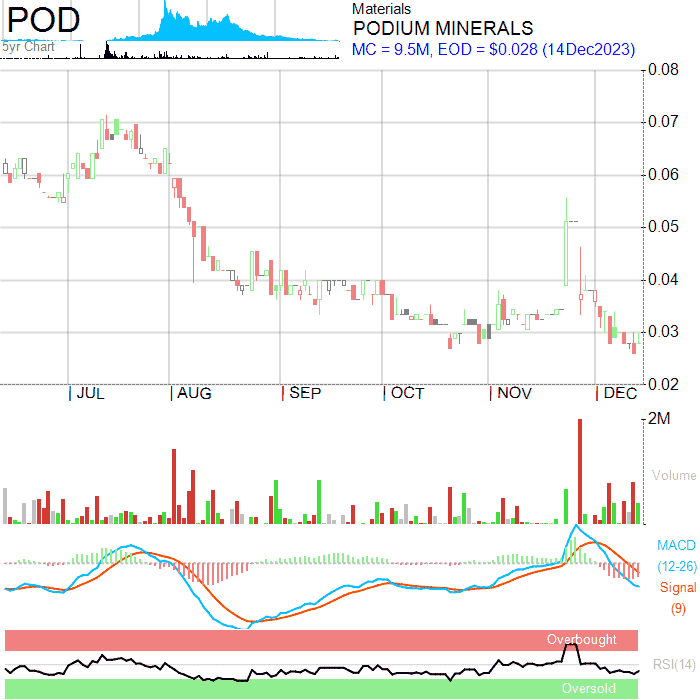 POD
5yr Chart
Materials
PODIUM MINERALS
MC = 9.5M, EOD = $0.028 (14Dec2023)
0.08
0.07
0.06
0.05
0.04
0.03
0.02
JUL AUG SEP OCT NOV DEC
2M
Volume
MACD
(12-26)
Signal
(9)
Overbought
RSI(14)
Oversold